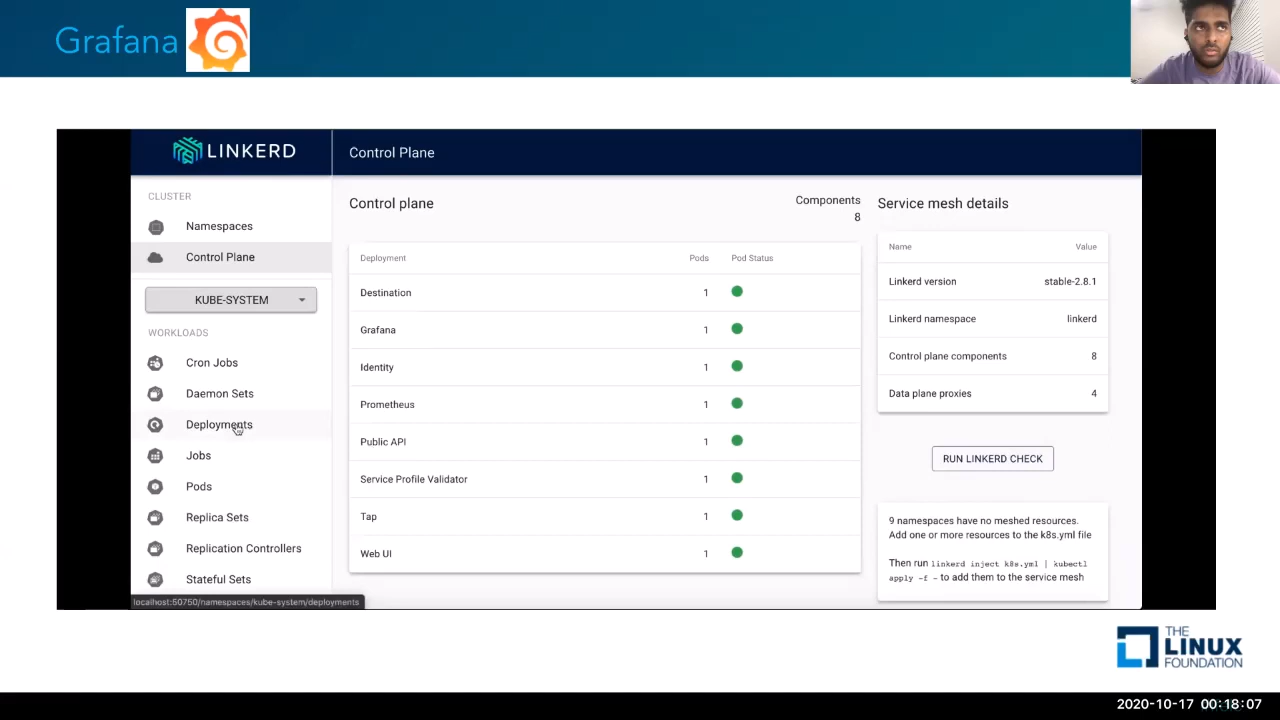 Grafana
LINKERD
Control Plane
CLUSTER
Namespaces
Control Plane
KUBE-SYSTEM
WORKLOADS
Cron Jobs
Daemon Sets
Deployments
Jobs
Pods
Replica Sets
Replication Controllers
Stateful Sets
localhost:50750/namespaces/kube-system/deployments
Control plane
Components
8
Deployment Pods Pod Status
Destination 1
Grafana 1
Identity 1
Prometheus 1
Public API 1
Service Profile Validator 1
Tap 1
Web UI 1
Service mesh details
Name Value
Linkerd version stable-2.8.1
Linkerd namespace linkerd
Control plane components 8
Data plane proxies 4
RUN LINKERD CHECK
9 namespaces have no meshed resources.
Add one or more resources to the k8s.yml file
Then run linkerd inject k8s.yml | kubectl
apply -f - to add them to the service mesh
THE
LINUX
FOUNDATION
2020-10-17 00:18:07